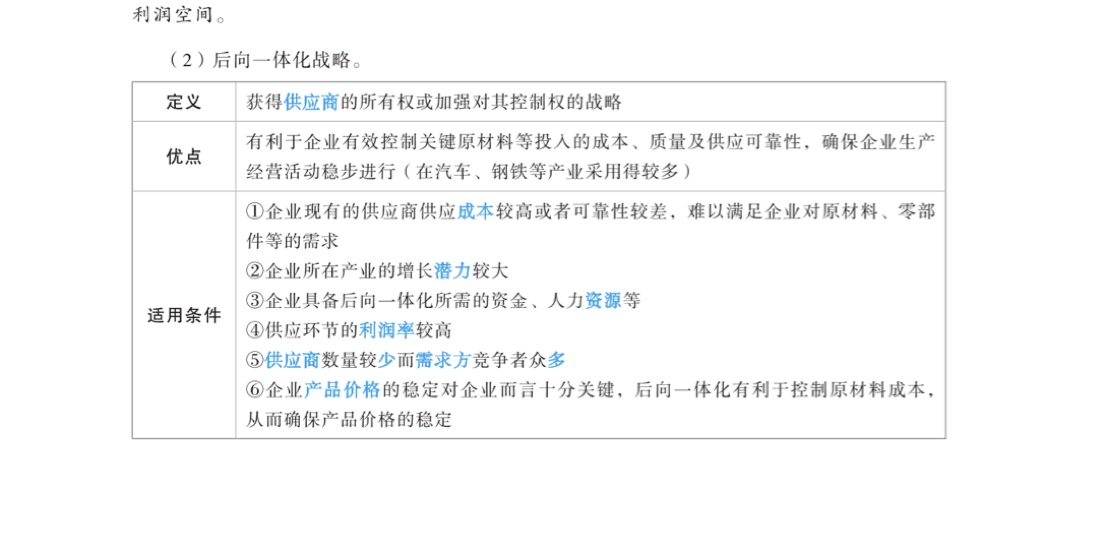 利润空间。
（2）后向一体化战略。
定义
获得供应商的所有权或加强对其控制权的战略
优点
有利于企业有效控制关键原材料等投入的成本、质量及供应可靠性，确保企业生产
经营活动稳步进行（在汽车、钢铁等产业采用得较多）
适用条件
①企业现有的供应商供应成本较高或者可靠性较差，难以满足企业对原材料、零部
件等的需求
②企业所在产业的增长潜力较大
③企业具备后向一体化所需的资金、人力资源等
④供应环节的利润率较高
⑤供应商数量较少而需求方竞争者众多
⑥企业产品价格的稳定对企业而言十分关键，后向一体化有利于控制原材料成本，
从而确保产品价格的稳定